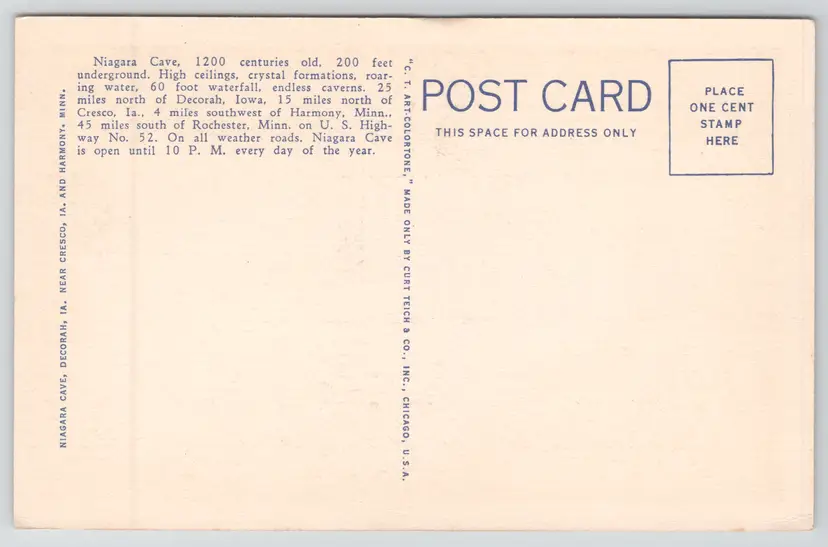 Niagara Cave, 1200 centuries old, 200 feet
underground. High ceilings, crystal formations, roar-
ing water, 60 foot waterfall, endless caverns. 25
miles north of Decorah, Iowa, 15 miles north of
Cresco, Ia., 4 miles southwest of Harmony, Minn.,
45 miles south of Rochester, Minn. on U. S. High-
way No. 52. On all weather roads. Niagara Cave
is open until 10 P. M. every day of the year.
NIAGARA CAVE, DECORAH, IA. NEAR CRESCO, IA. AND HARMONY, MINN.
"C. T. ART-COLORTONE," MADE ONLY BY CURT TEICH & CO., INC., CHICAGO, U.S.A.
POST CARD
THIS SPACE FOR ADDRESS ONLY
PLACE
ONE CENT
STAMP
HERE